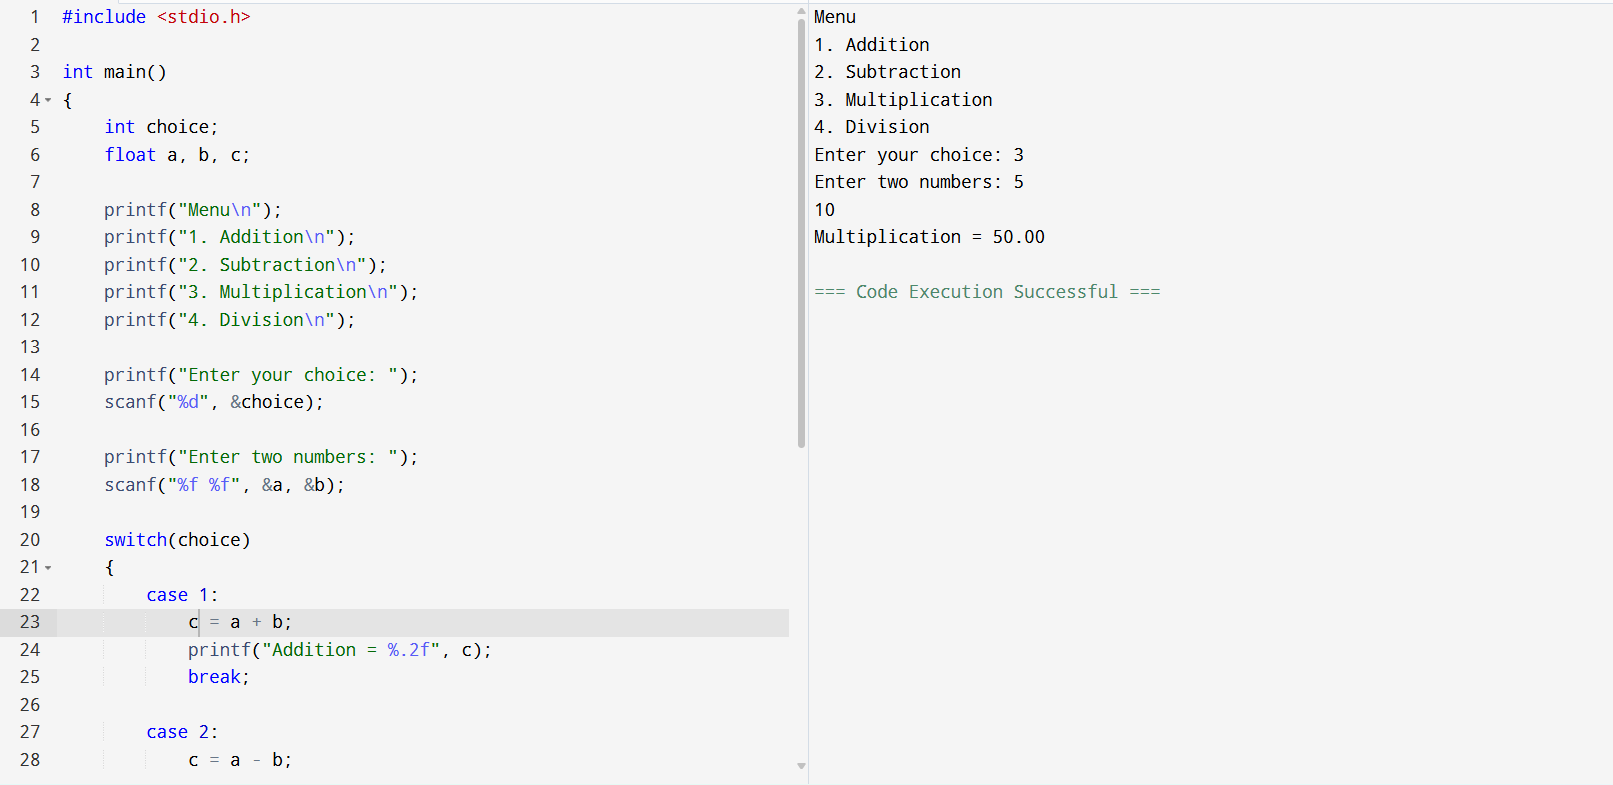 1 #include <stdio.h>
2
3 int main()
4 {
5     int choice;
6     float a, b, c;
7
8     printf("Menu\n");
9     printf("1. Addition\n");
10     printf("2. Subtraction\n");
11     printf("3. Multiplication\n");
12     printf("4. Division\n");
13
14     printf("Enter your choice: ");
15     scanf("%d", &choice);
16
17     printf("Enter two numbers: ");
18     scanf("%f %f", &a, &b);
19
20     switch(choice)
21     {
22         case 1:
23             c = a + b;
24             printf("Addition = %.2f", c);
25             break;
26
27         case 2:
28             c = a - b;
Menu
1. Addition
2. Subtraction
3. Multiplication
4. Division
Enter your choice: 3
Enter two numbers: 5
10
Multiplication = 50.00

=== Code Execution Successful ===